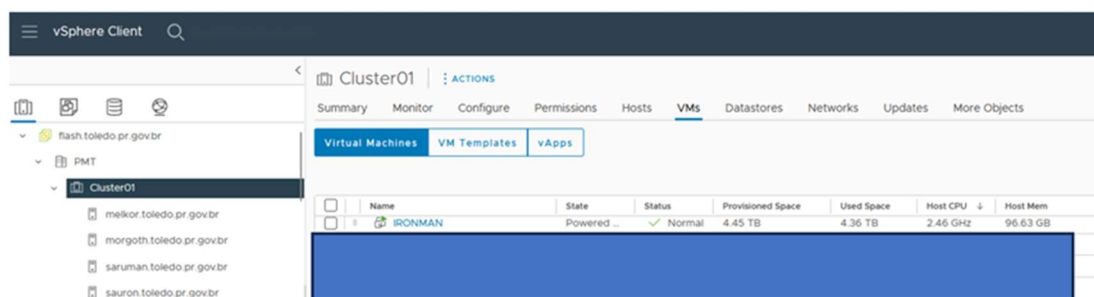 vSphere Client
Cluster01 ACTIONS
Summary Monitor Configure Permissions Hosts VMs Datastores Networks Updates More Objects
flash.toledo.pr.gov.br
Virtual Machines VM Templates vApps
PMT
Cluster01
Name State Status Provisioned Space Used Space Host CPU Host Mem
melkor.toledo.pr.gov.br
IRONMAN Powered ... Normal 4.45 TB 4.36 TB 2.46 GHz 96.63 GB
morgoth.toledo.pr.gov.br
saruman.toledo.pr.gov.br
sauron.toledo.pr.gov.br